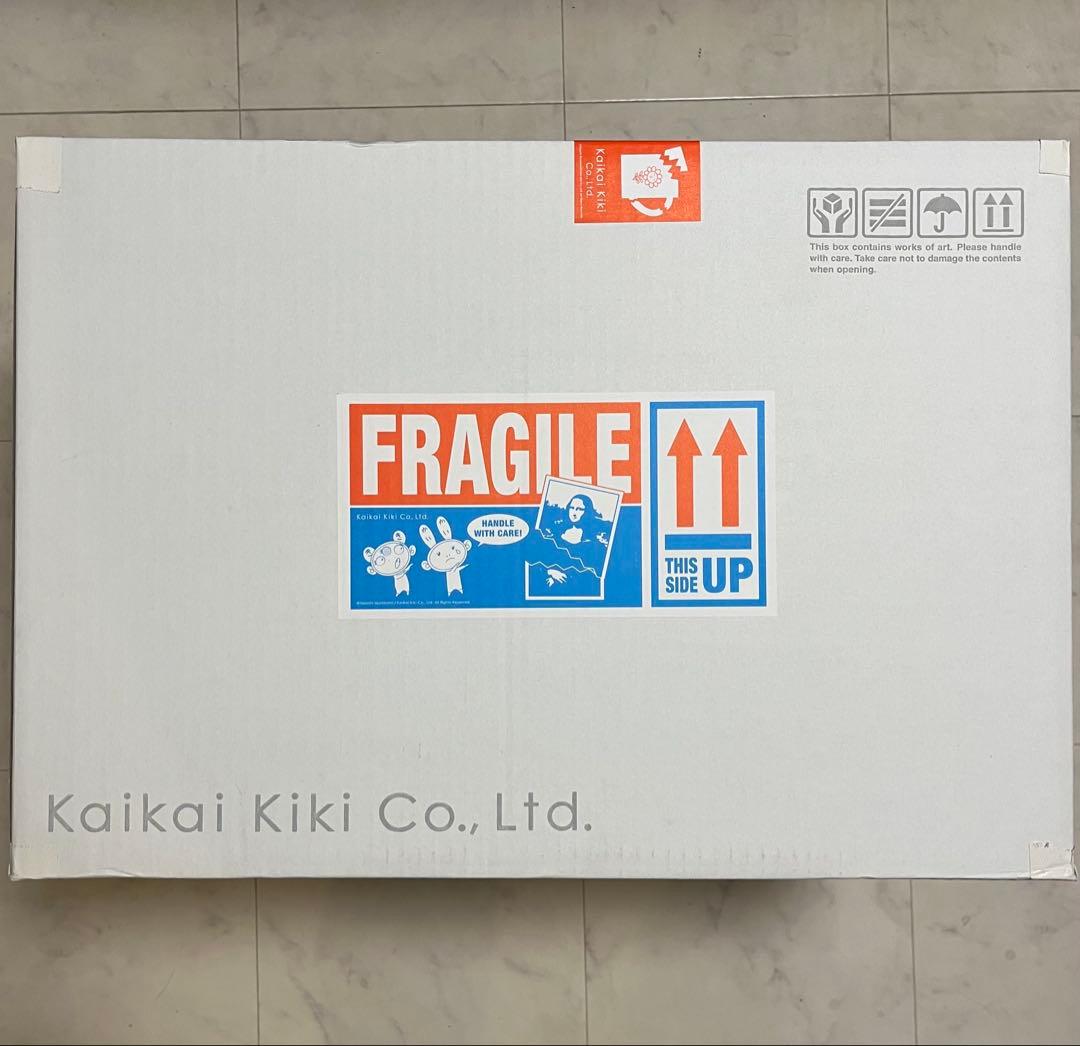 Kaikai Kiki
Co., Ltd.
This box contains works of art. Please handle
with care. Take care not to damage the contents
when opening.
FRAGILE
Kaikai Kiki Co., Ltd.
HANDLE
WITH CARE!
THIS
SIDE UP
Kaikai Kiki Co., Ltd.